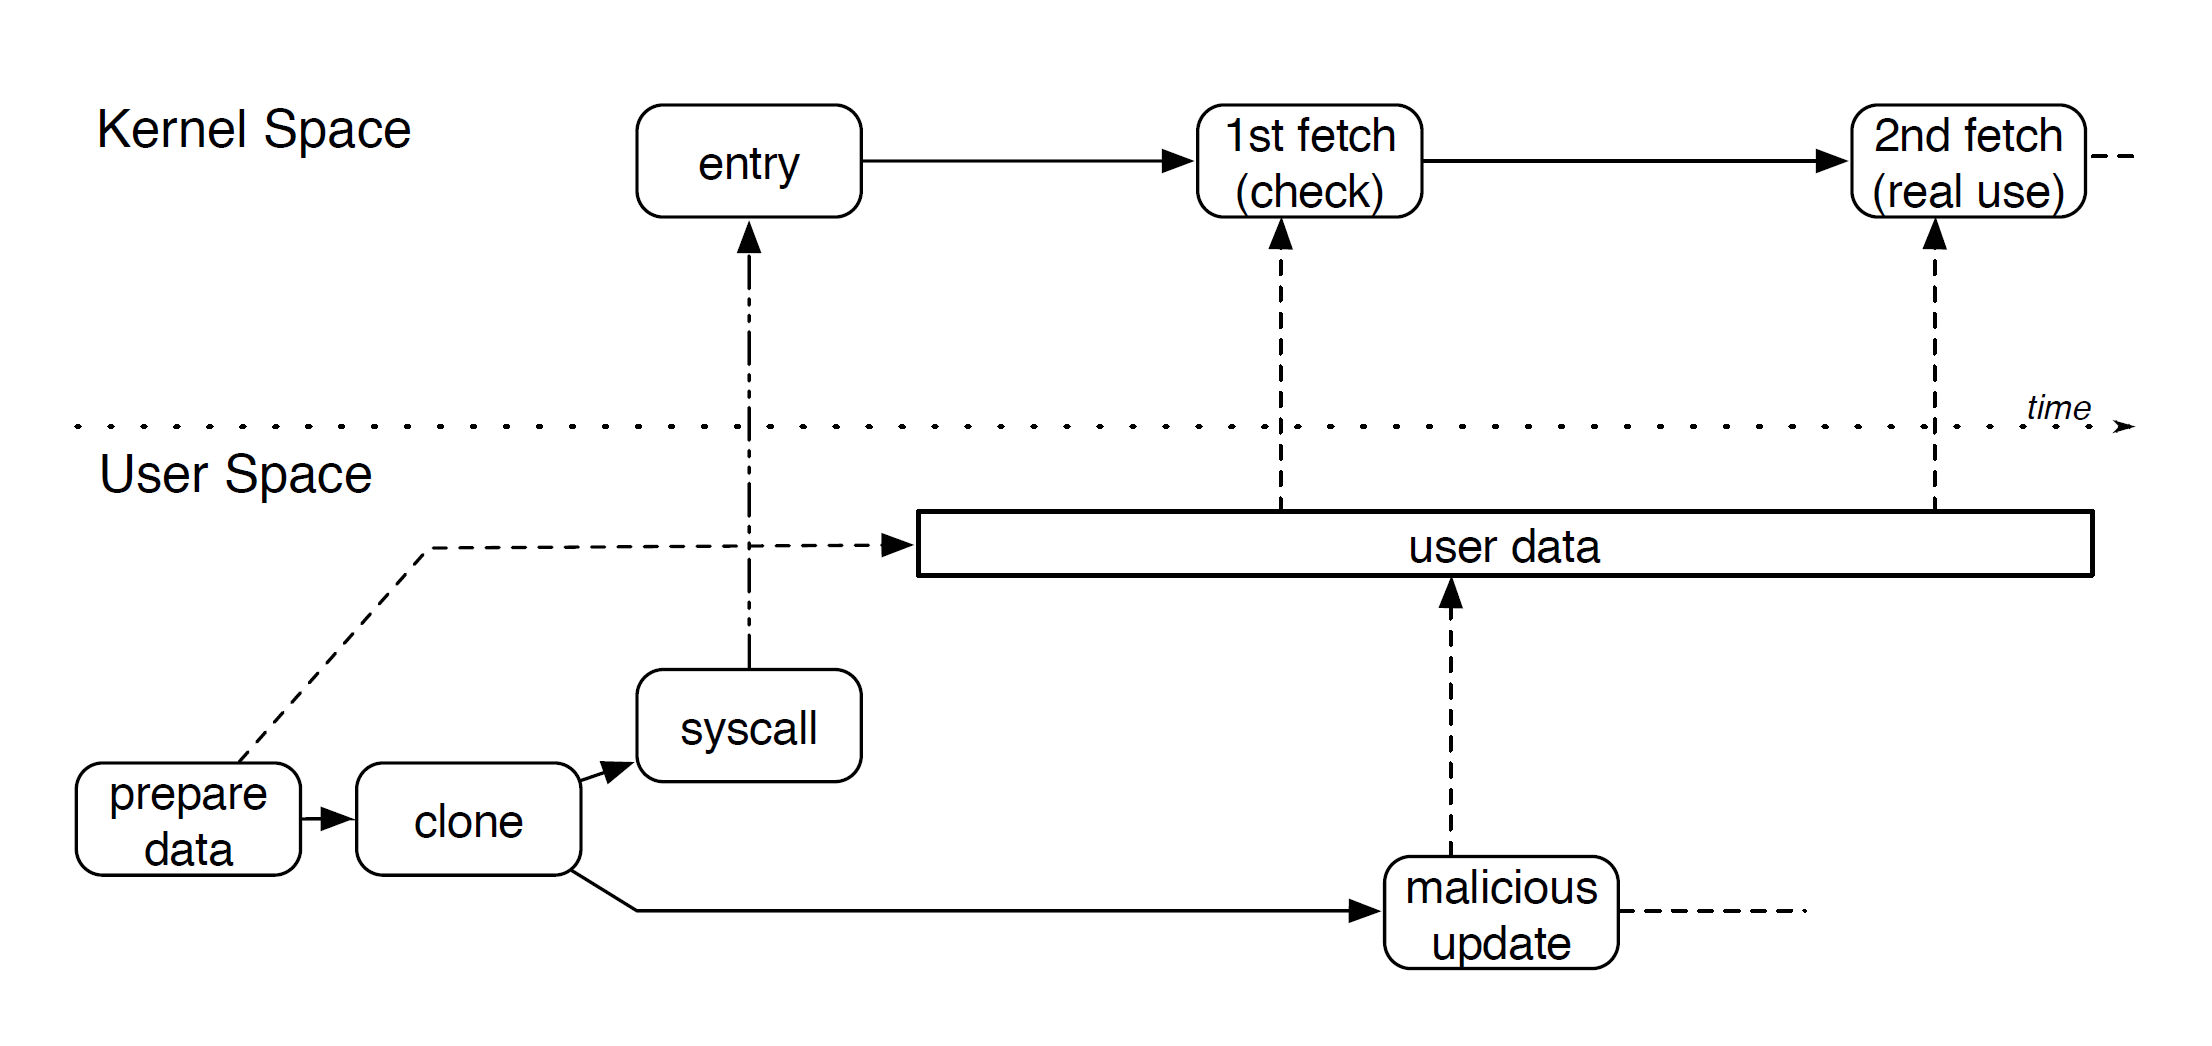 Kernel Space
entry
1st fetch
(check)
2nd fetch
(real use)
time
User Space
user data
syscall
prepare
data
clone
malicious
update